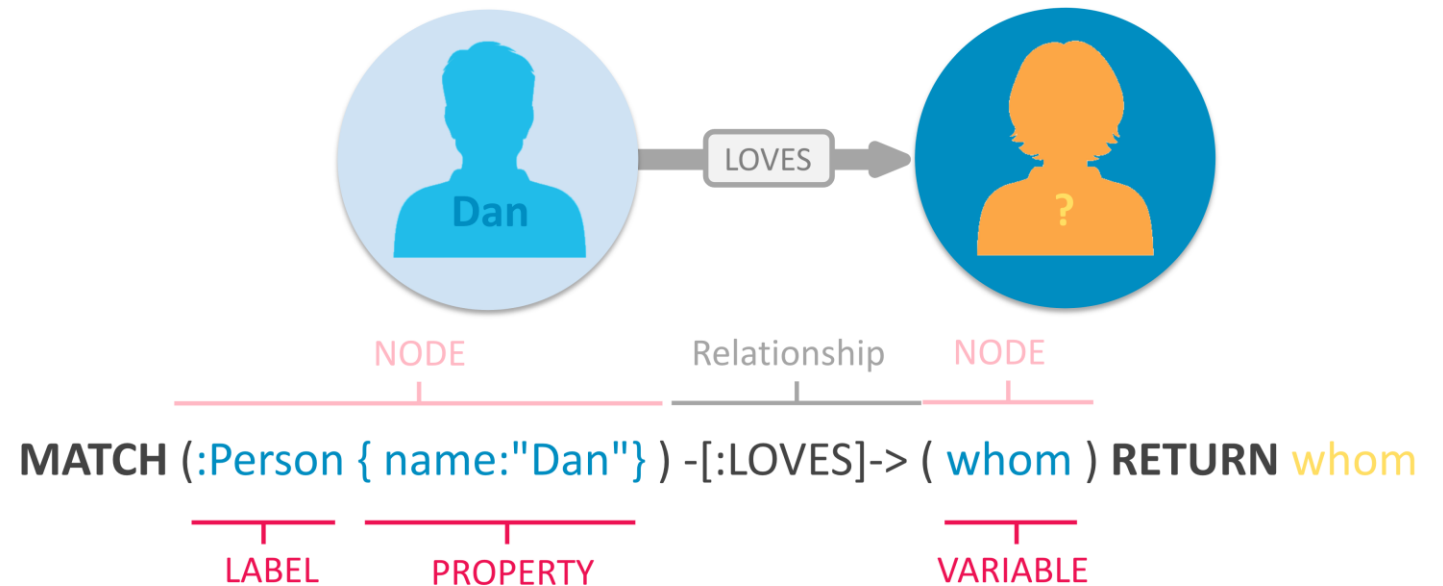 Dan
LOVES
?
NODE Relationship NODE
MATCH (:Person { name:"Dan"} ) -[:LOVES]-> ( whom ) RETURN whom
LABEL PROPERTY VARIABLE